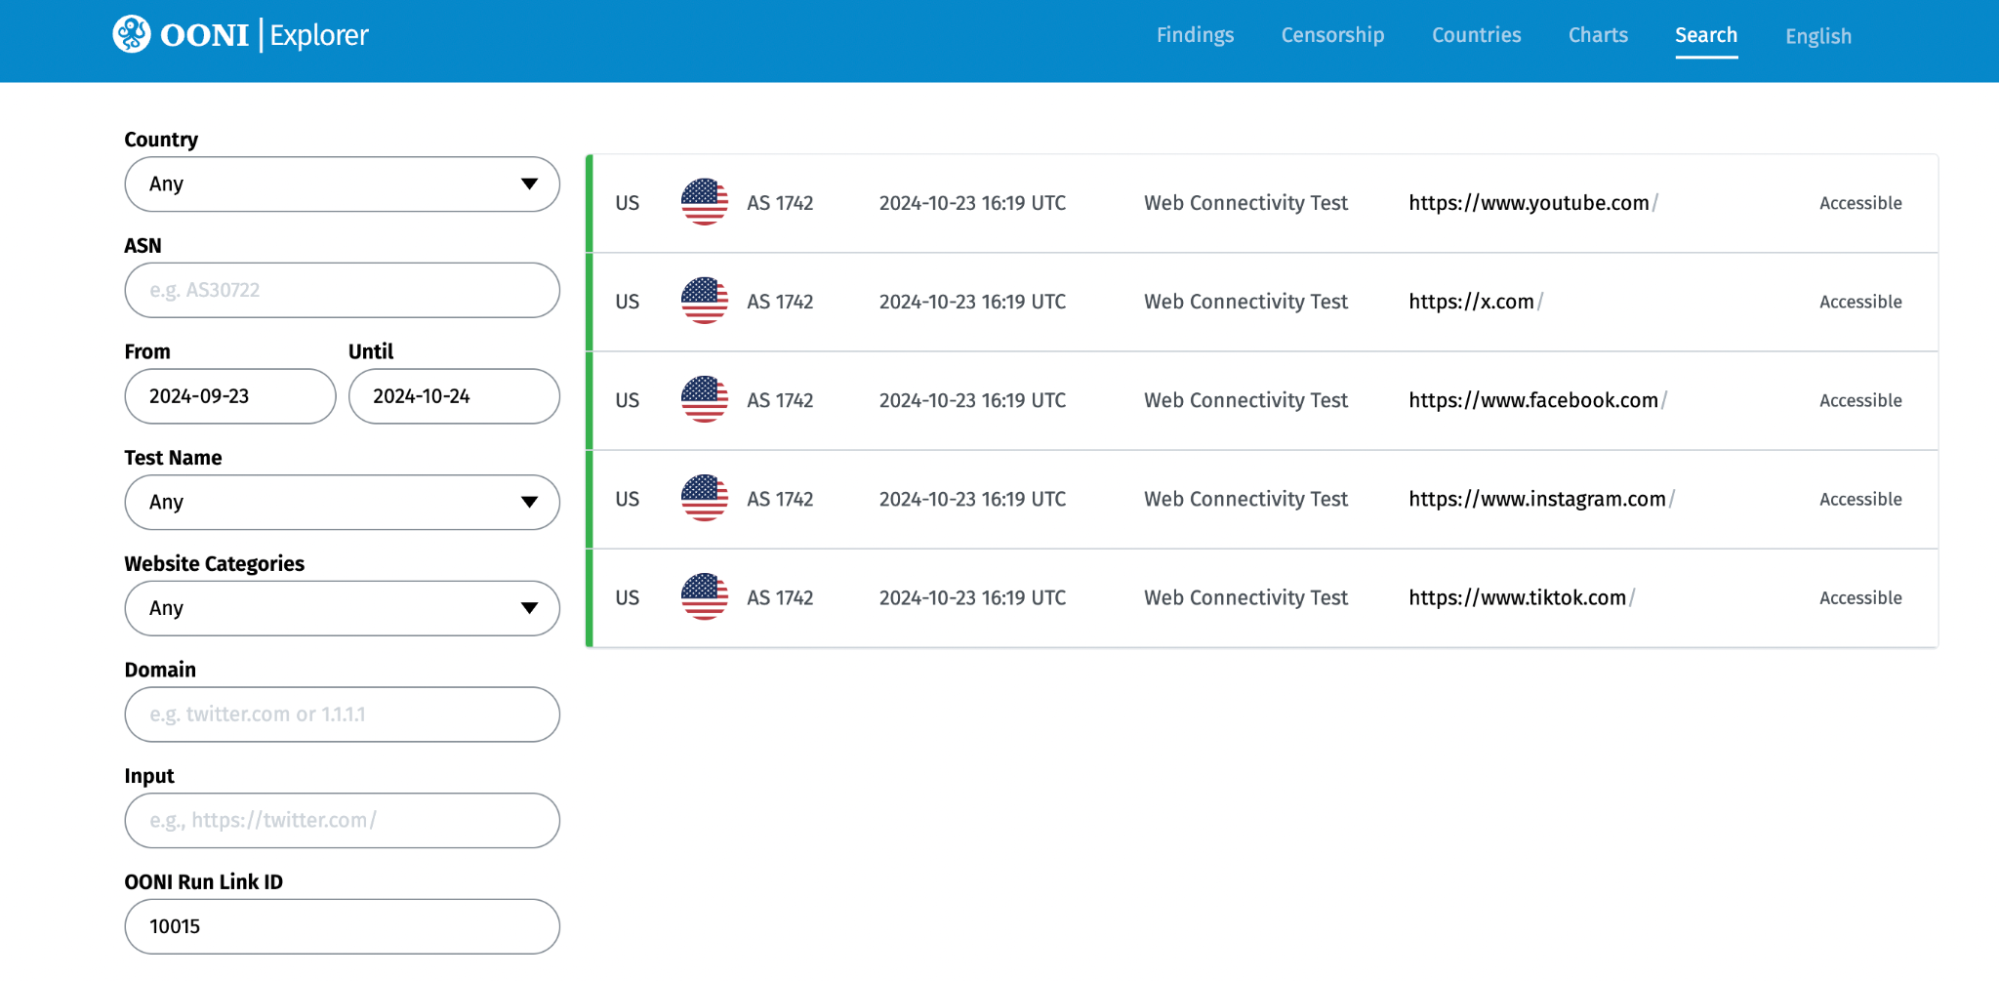 OONI | Explorer
Findings Censorship Countries Charts Search English
Country
Any
ASN
e.g. AS30722
From Until
2024-09-23 2024-10-24
Test Name
Any
Website Categories
Any
Domain
e.g. twitter.com or 1.1.1.1
Input
e.g., https://twitter.com/
OONI Run Link ID
10015
US AS 1742 2024-10-23 16:19 UTC Web Connectivity Test https://www.youtube.com/ Accessible
US AS 1742 2024-10-23 16:19 UTC Web Connectivity Test https://x.com/ Accessible
US AS 1742 2024-10-23 16:19 UTC Web Connectivity Test https://www.facebook.com/ Accessible
US AS 1742 2024-10-23 16:19 UTC Web Connectivity Test https://www.instagram.com/ Accessible
US AS 1742 2024-10-23 16:19 UTC Web Connectivity Test https://www.tiktok.com/ Accessible